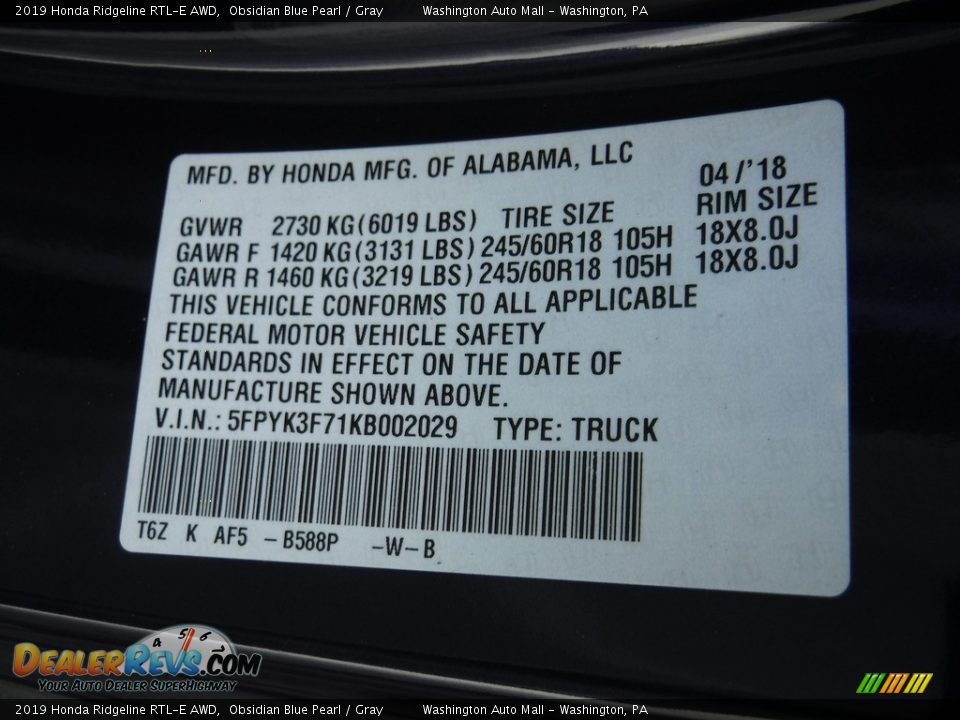 2019 Honda Ridgeline RTL-E AWD, Obsidian Blue Pearl / Gray Washington Auto Mall - Washington, PA
MFD. BY HONDA MFG. OF ALABAMA, LLC 04/'18
GVWR 2730 KG(6019 LBS) TIRE SIZE RIM SIZE
GAWR F 1420 KG(3131 LBS) 245/60R18 105H 18X8.0J
GAWR R 1460 KG(3219 LBS) 245/60R18 105H 18X8.0J
THIS VEHICLE CONFORMS TO ALL APPLICABLE
FEDERAL MOTOR VEHICLE SAFETY
STANDARDS IN EFFECT ON THE DATE OF
MANUFACTURE SHOWN ABOVE.
V.I.N.: 5FPYK3F71KB002029 TYPE: TRUCK
T6Z K AF5 -B588P -W-B
4 5 6
DEALERREVS.COM
YOUR AUTO DEALER SUPERHIGHWAY
2019 Honda Ridgeline RTL-E AWD, Obsidian Blue Pearl / Gray Washington Auto Mall - Washington, PA